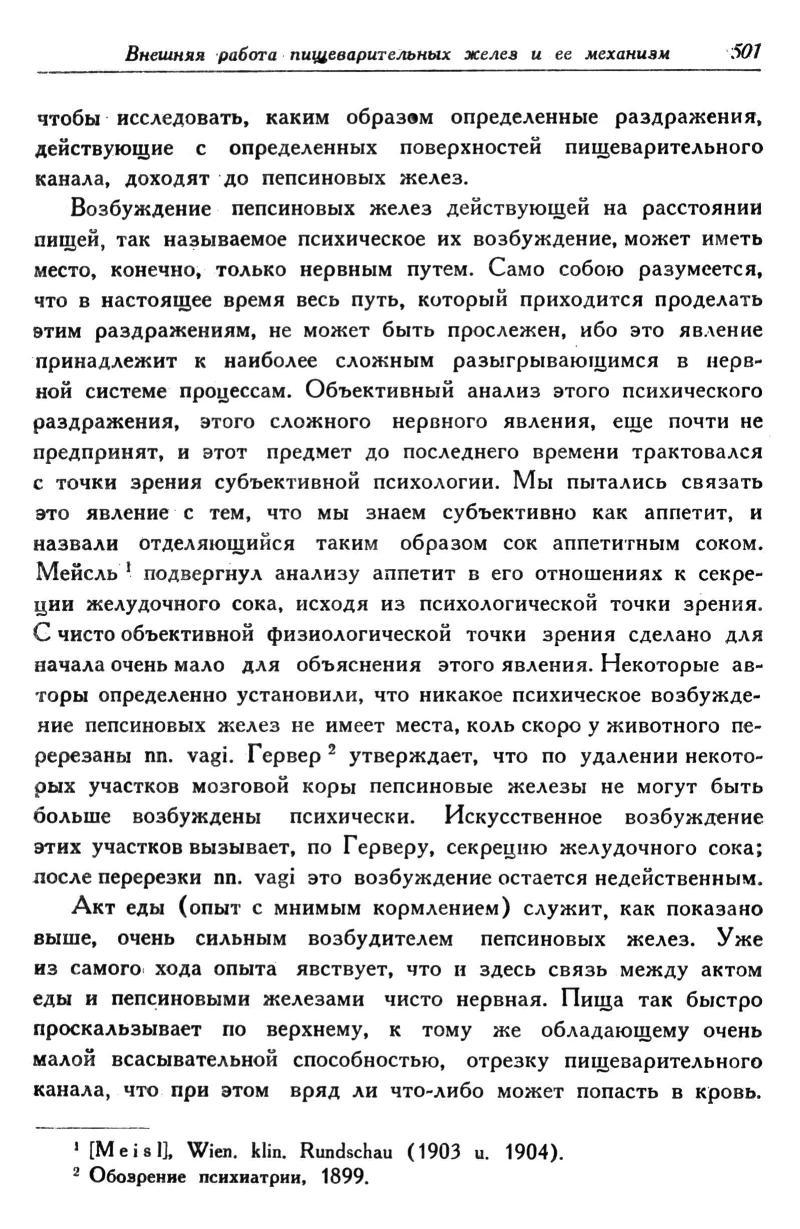 Внешняя работа пищеварительных желез и ее механизм 501
чтобы исследовать, каким образом определенные раздражения,
действующие с определенных поверхностей пищеварительного
канала, доходят до пепсиновых желез.
Возбуждение пепсиновых желез действующей на расстоянии
пищей, так называемое психическое их возбуждение, может иметь
место, конечно, только нервным путем. Само собою разумеется,
что в настоящее время весь путь, который приходится проделать
этим раздражениям, не может быть прослежен, ибо это явление
принадлежит к наиболее сложным разыгрывающимся в нерв-
ной системе процессам. Объективный анализ этого психического
раздражения, этого сложного нервного явления, еще почти не
предпринят, и этот предмет до последнего времени трактовался
с точки зрения субъективной психологии. Мы пытались связать
это явление с тем, что мы знаем субъективно как аппетит, и
назвали отделяющийся таким образом сок аппетитным соком.
Мейсль ¹ подвергнул анализу аппетит в его отношениях к секре-
ции желудочного сока, исходя из психологической точки зрения.
С чисто объективной физиологической точки зрения сделано для
начала очень мало для объяснения этого явления. Некоторые ав-
торы определенно установили, что никакое психическое возбужде-
ние пепсиновых желез не имеет места, коль скоро у животного пе-
ререзаны nn. vagi. Гервер ² утверждает, что по удалении некото-
рых участков мозговой коры пепсиновые железы не могут быть
больше возбуждены психически. Искусственное возбуждение
этих участков вызывает, по Герверу, секрецию желудочного сока;
после перерезки nn. vagi это возбуждение остается недейственным.
Акт еды (опыт с мнимым кормлением) служит, как показано
выше, очень сильным возбудителем пепсиновых желез. Уже
из самого хода опыта явствует, что и здесь связь между актом
еды и пепсиновыми железами чисто нервная. Пища так быстро
проскальзывает по верхнему, к тому же обладающему очень
малой всасывательной способностью, отрезку пищеварительного
канала, что при этом вряд ли что-либо может попасть в кровь.
¹ [Meisl], Wien. klin. Rundschau (1903 u. 1904).
² Обозрение психиатрии, 1899.